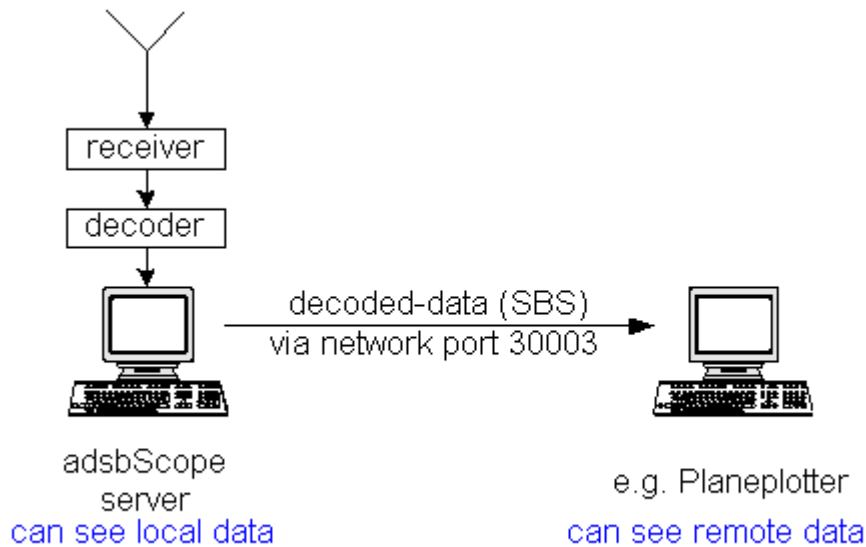 receiver
decoder
decoded-data (SBS)
via network port 30003
adsbScope
server
can see local data
e.g. Planeplotter
can see remote data